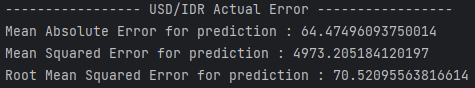 ----------------- USD/IDR Actual Error -----------------
Mean Absolute Error for prediction : 64.47496093750014
Mean Squared Error for prediction : 4973.205184120197
Root Mean Squared Error for prediction : 70.52095563816614